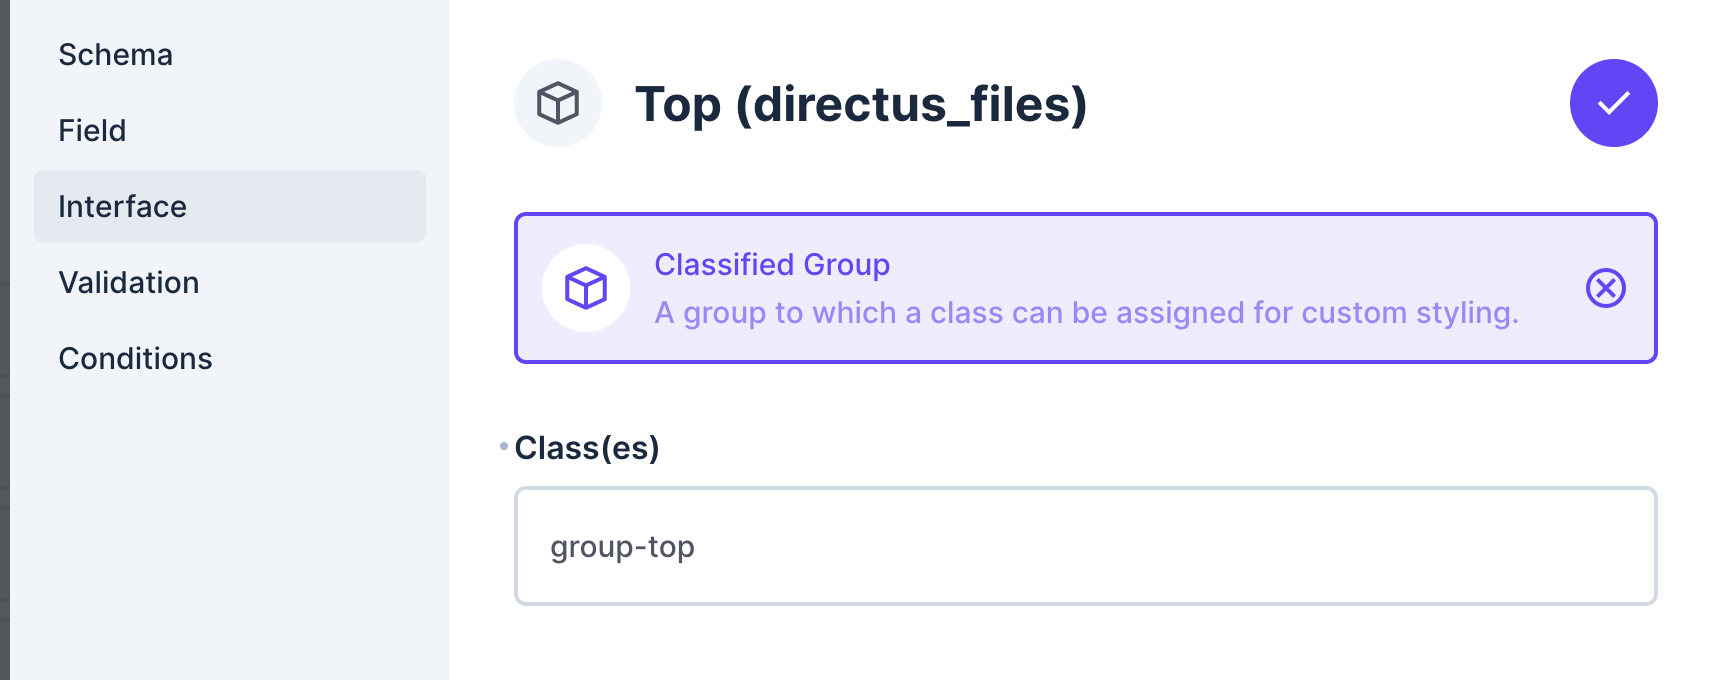 Schema
Field
Interface
Validation
Conditions
Top (directus_files)
Classified Group
A group to which a class can be assigned for custom styling.
Class(es)
group-top